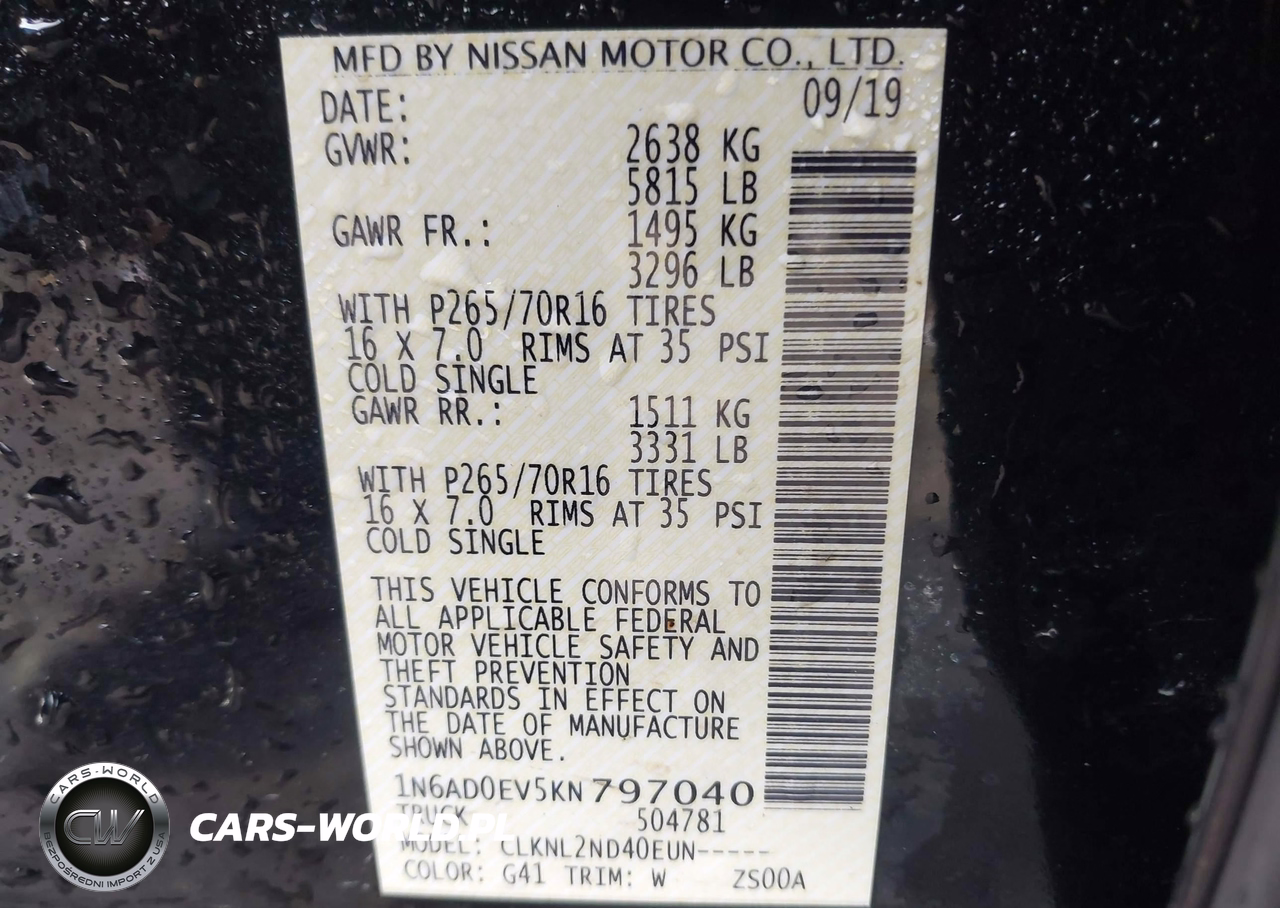 MFD BY NISSAN MOTOR CO., LTD.
DATE: 09/19
GVWR: 2638 KG
5815 LB
GAWR FR.: 1495 KG
3296 LB
WITH P265/70R16 TIRES
16 X 7.0 RIMS AT 35 PSI
COLD SINGLE
GAWR RR.: 1511 KG
3331 LB
WITH P265/70R16 TIRES
16 X 7.0 RIMS AT 35 PSI
COLD SINGLE
THIS VEHICLE CONFORMS TO
ALL APPLICABLE FEDERAL
MOTOR VEHICLE SAFETY AND
THEFT PREVENTION
STANDARDS IN EFFECT ON
THE DATE OF MANUFACTURE
SHOWN ABOVE.
1N6AD0EV5KN797040
TRUCK 504781
MODEL: CLKNL2ND40EUN-----
COLOR: G41 TRIM: W ZS00A
CARS-WORLD
CW
BEZPOŚREDNI IMPORT Z USA
CARS-WORLD.PL